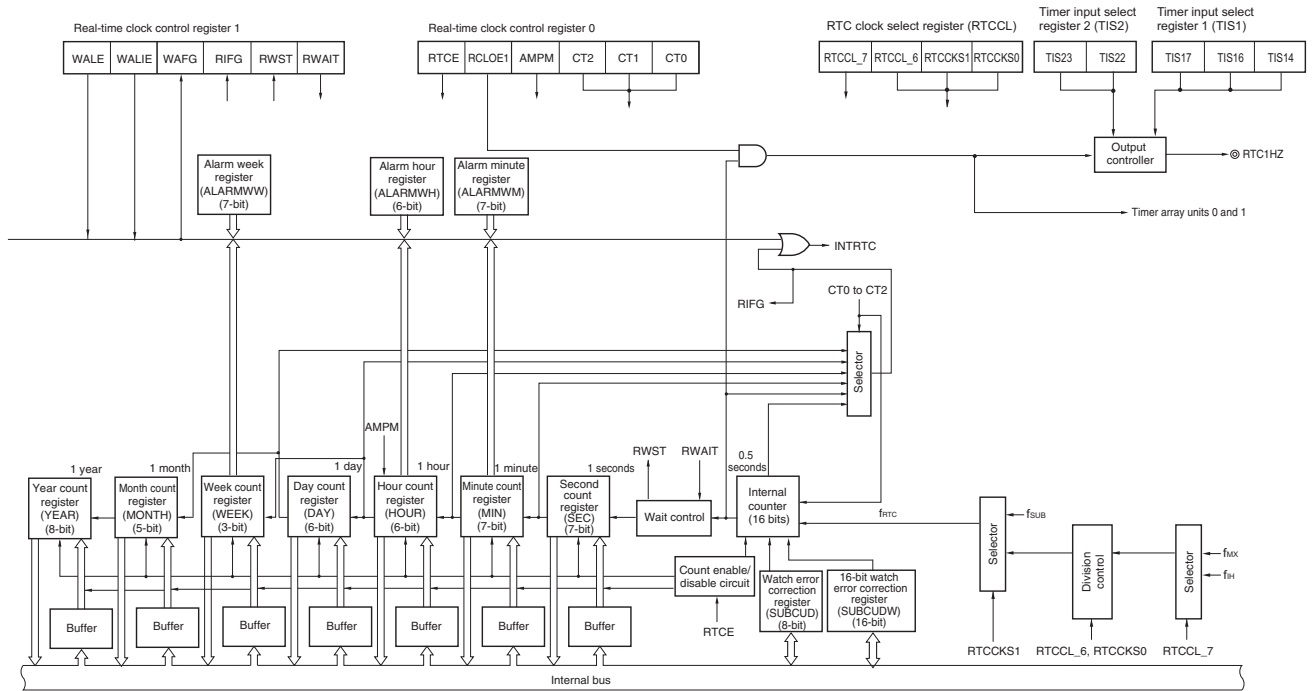 Real-time clock control register 1
WALE WALIE WAFG RIFG RWST RWAIT
Real-time clock control register 0
RTCE RCLOE1 AMPM CT2 CT1 CT0
RTC clock select register (RTCCL)
RTCCL_7 RTCCL_6 RTCCKS1 RTCCKS0
Timer input select
register 2 (TIS2)
TIS23 TIS22
Timer input select
register 1 (TIS1)
TIS17 TIS16 TIS14
Alarm week
register
(ALARMWW)
(7-bit)
Alarm hour
register
(ALARMWH)
(6-bit)
Alarm minute
register
(ALARMWM)
(7-bit)
Output
controller
RTC1HZ
Timer array units 0 and 1
INTRTC
RIFG
CT0 to CT2
Selector
AMPM
RWST
RWAIT
0.5
seconds
1 year
1 month
1 day
1 hour
1 minute
1 seconds
Year count
register
(YEAR)
(8-bit)
Month count
register
(MONTH)
(5-bit)
Week count
register
(WEEK)
(3-bit)
Day count
register
(DAY)
(6-bit)
Hour count
register
(HOUR)
(6-bit)
Minute count
register
(MIN)
(7-bit)
Second
count
register
(SEC)
(7-bit)
Wait control
Internal
counter
(16 bits)
fRTC
Selector
fSUB
Division
control
Selector
fMX
fIH
Count enable/
disable circuit
RTCE
Watch error
correction
register
(SUBCUD)
(8-bit)
16-bit watch
error correction
register
(SUBCUDW)
(16-bit)
Buffer
Buffer
Buffer
Buffer
Buffer
Buffer
Buffer
RTCCKS1
RTCCL_6, RTCCKS0
RTCCL_7
Internal bus